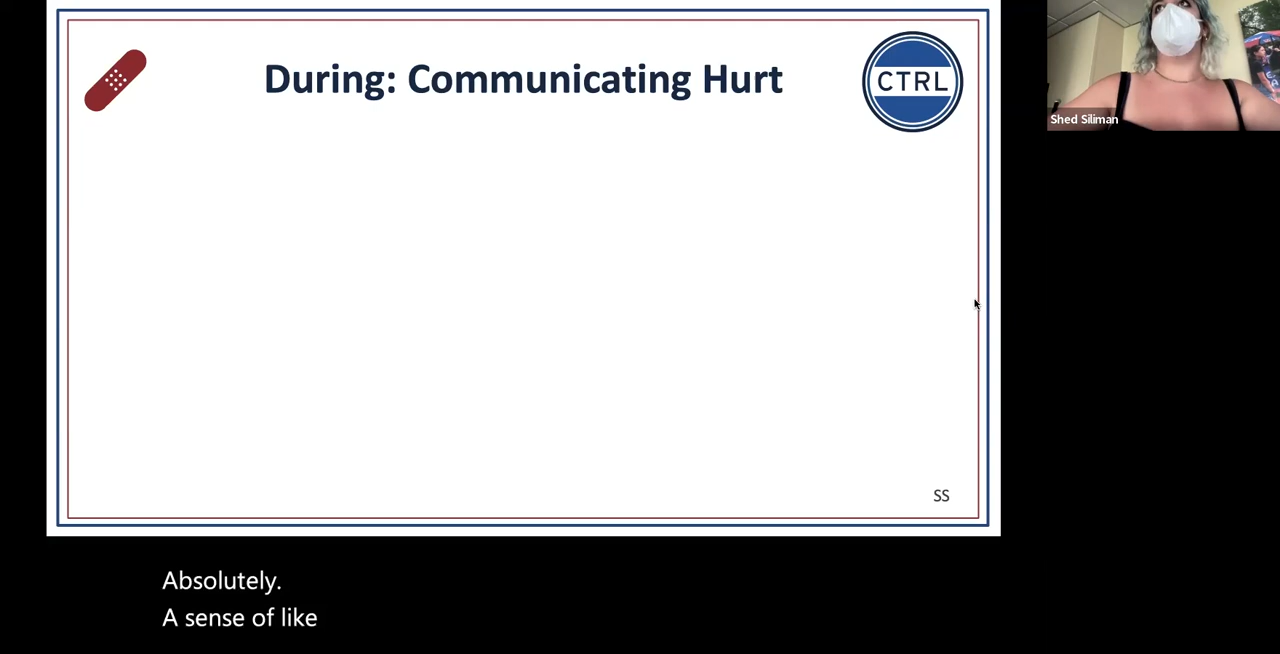 During: Communicating Hurt
CTRL
Shed Siliman
SS
Absolutely.
A sense of like